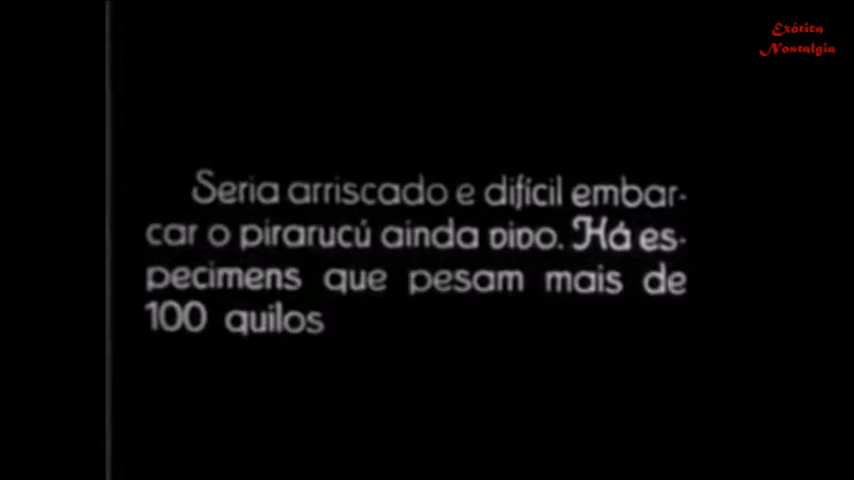 Exótica
Nostalgia
Seria arriscado e difícil embar-
car o pirarucú ainda vivo. Há es-
pecimens que pesam mais de
100 quilos